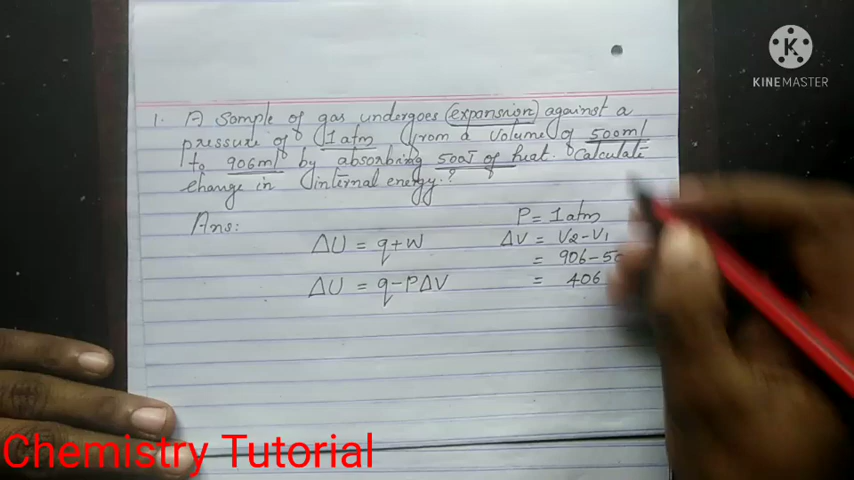 KINEMASTER
1. A sample of gas undergoes (expansion) against a
pressure of 1 atm from a volume of 500ml
to 906ml by absorbing 500J of heat. Calculate
change in internal energy.?
Ans:
P = 1 atm
ΔU = q+W
ΔV = V2-V1
= 906-50
ΔU = q-PΔV
= 406
Chemistry Tutorial